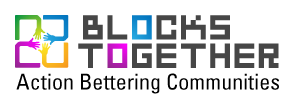 BLOCKS
TOGETHER
Action Bettering Communities